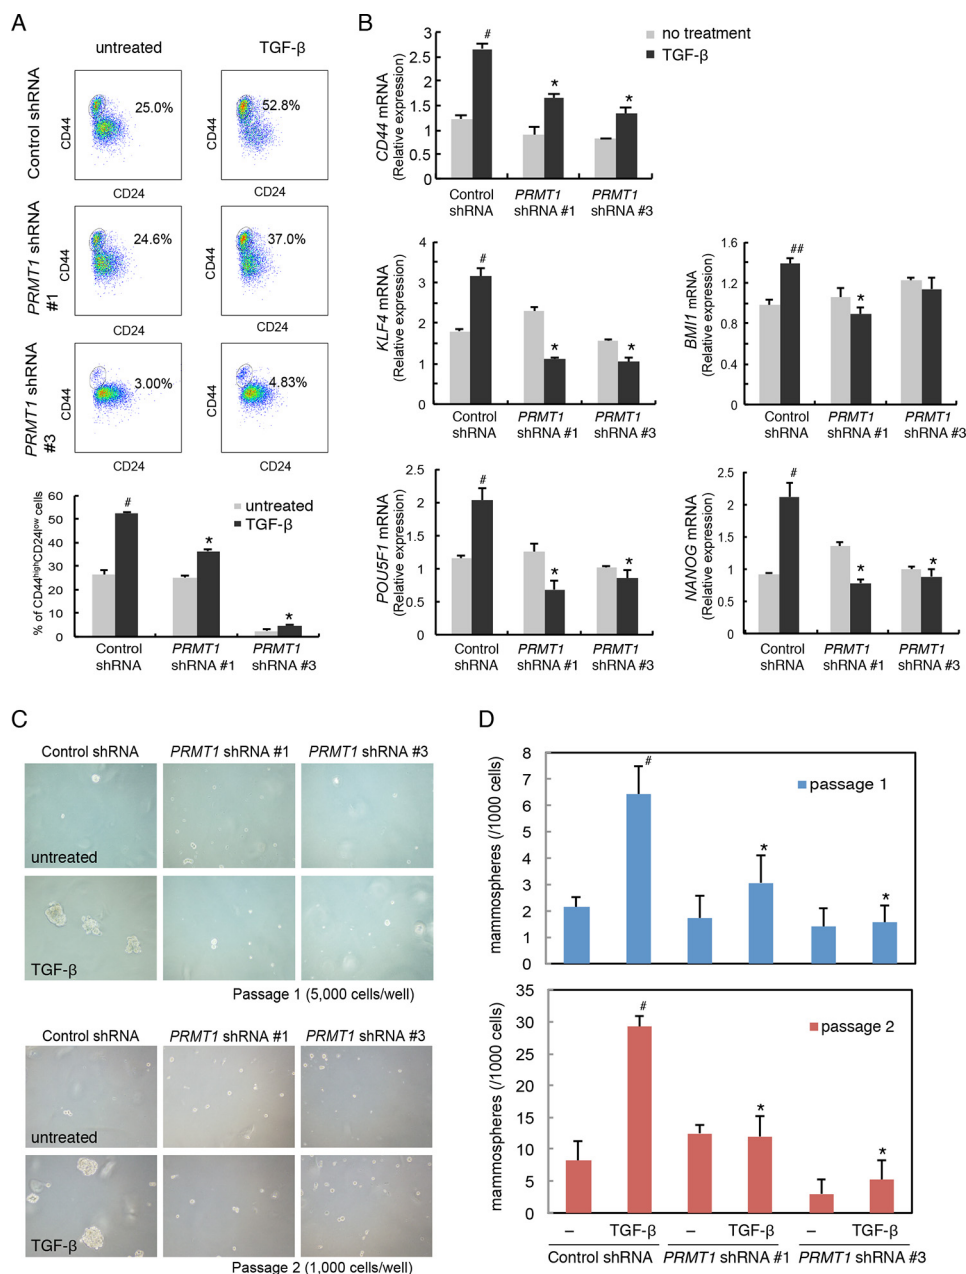 A
untreated
TGF-β
Control shRNA
CD44
25.0%
CD24
CD44
52.8%
CD24
PRMT1 shRNA
#1
CD44
24.6%
CD24
CD44
37.0%
CD24
PRMT1 shRNA
#3
CD44
3.00%
CD24
CD44
4.83%
CD24
% of CD44highCD24low cells
60
50
40
30
20
10
0
#
*
*
untreated
TGF-β
Control
shRNA
PRMT1
shRNA #1
PRMT1
shRNA #3
B
no treatment
TGF-β
CD44 mRNA
(Relative expression)
3
2.5
2
1.5
1
0.5
0
#
*
*
Control
shRNA
PRMT1
shRNA #1
PRMT1
shRNA #3
KLF4 mRNA
(Relative expression)
4
3
2
1
0
#
*
*
Control
shRNA
PRMT1
shRNA #1
PRMT1
shRNA #3
BMI1 mRNA
(Relative expression)
1.6
1.2
0.8
0.4
0
##
*
Control
shRNA
PRMT1
shRNA #1
PRMT1
shRNA #3
POU5F1 mRNA
(Relative expression)
2.5
2
1.5
1
0.5
0
#
*
*
Control
shRNA
PRMT1
shRNA #1
PRMT1
shRNA #3
NANOG mRNA
(Relative expression)
2.5
2
1.5
1
0.5
0
#
*
*
Control
shRNA
PRMT1
shRNA #1
PRMT1
shRNA #3
C
Control shRNA
PRMT1 shRNA #1
PRMT1 shRNA #3
untreated
TGF-β
Passage 1 (5,000 cells/well)
Control shRNA
PRMT1 shRNA #1
PRMT1 shRNA #3
untreated
TGF-β
Passage 2 (1,000 cells/well)
D
mammospheres (/1000 cells)
8
7
6
5
4
3
2
1
0
#
*
*
passage 1
mammospheres (/1000 cells)
35
30
25
20
15
10
5
0
#
*
*
passage 2
– TGF-β – TGF-β – TGF-β
Control shRNA PRMT1 shRNA #1 PRMT1 shRNA #3